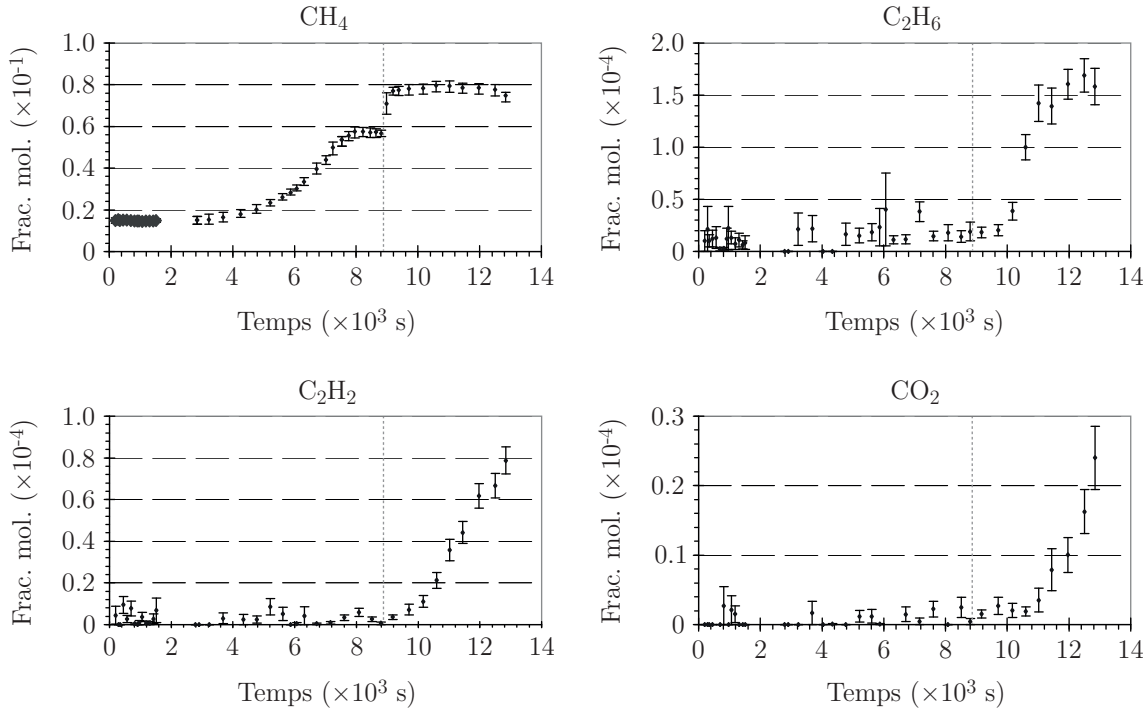 CH₄
Frac. mol. (×10⁻¹)
1.0
0.8
0.6
0.4
0.2
0
0 2 4 6 8 10 12 14
Temps (×10³ s)
C₂H₆
Frac. mol. (×10⁻⁴)
2.0
1.5
1.0
0.5
0
0 2 4 6 8 10 12 14
Temps (×10³ s)
C₂H₂
Frac. mol. (×10⁻⁴)
1.0
0.8
0.6
0.4
0.2
0
0 2 4 6 8 10 12 14
Temps (×10³ s)
CO₂
Frac. mol. (×10⁻⁴)
0.3
0.2
0.1
0
0 2 4 6 8 10 12 14
Temps (×10³ s)